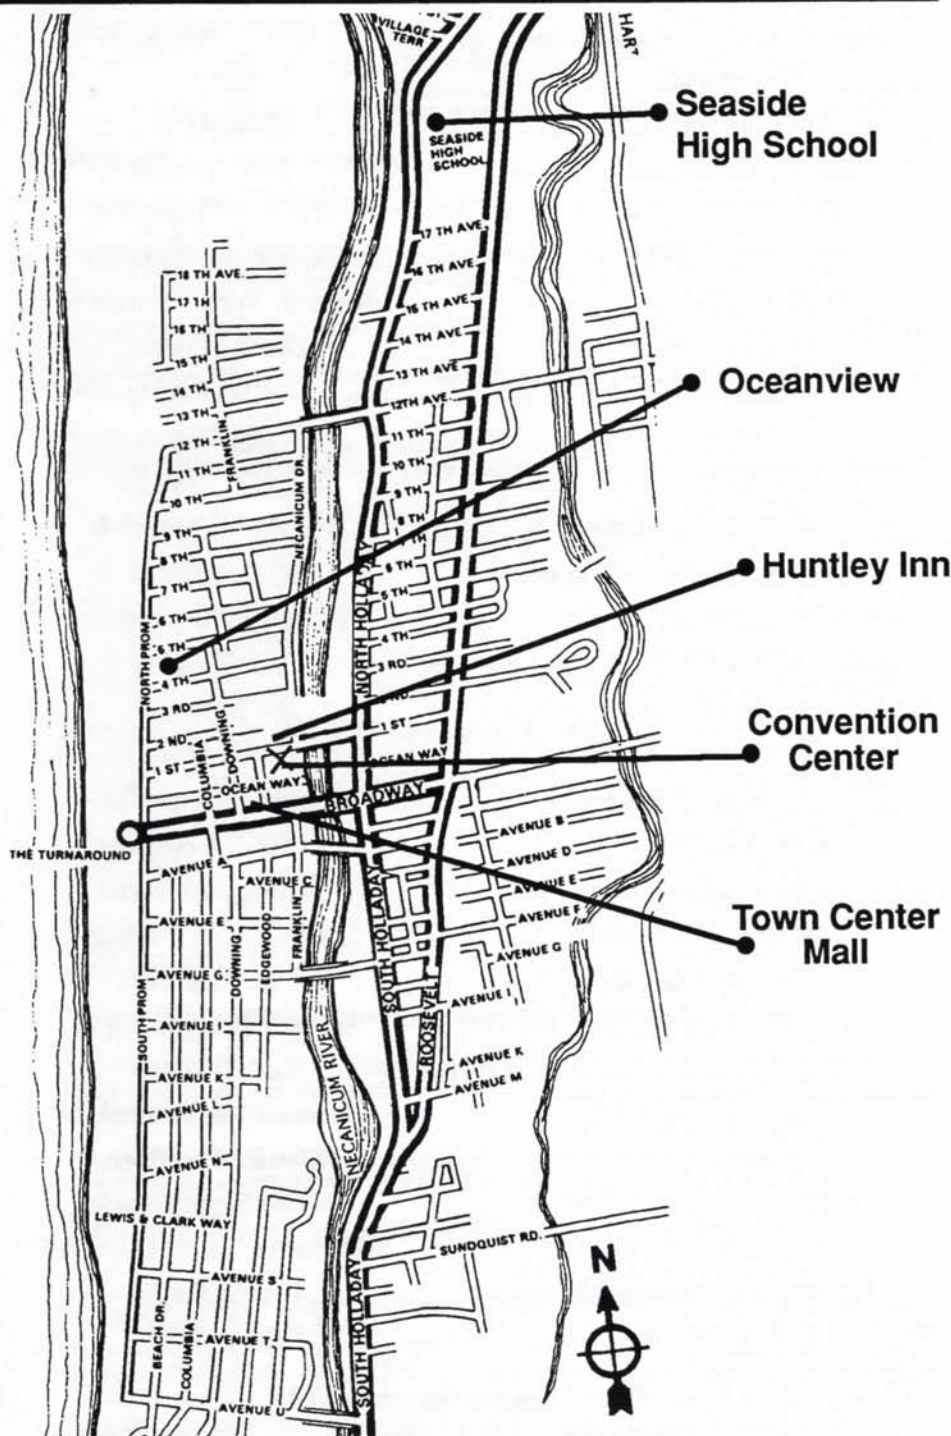 VILLAGE
TERR
HART
Seaside
High School
SEASIDE
HIGH
SCHOOL
17 TH AVE.
16 TH AVE
15 TH AVE
14 TH AVE
13 TH AVE
12TH AVE.
11 TH
10 TH
9 TH
8 TH
TH
6 TH
5 TH
4 TH
3 RD
1 ST
OCEAN WAY
18 TH AVE.
17 TH
16 TH
15 TH
14 TH
13 TH
12 TH
11 TH
10 TH
9 TH
8 TH
7 TH
6 TH
5 TH
4 TH
3 RD
2 ND
1 ST
FRANKLIN
NECANICUM DR.
NORTH HOLLADAY
NORTH PROM
COLUMBIA
DOWNING
OCEAN WAY
BROADWAY
THE TURNAROUND
Oceanview
Huntley Inn
Convention
Center
Town Center
Mall
AVENUE A
AVENUE C
AVENUE E
AVENUE G
AVENUE I
AVENUE K
AVENUE L
AVENUE N
LEWIS & CLARK WAY
AVENUE S
AVENUE T
AVENUE U
SOUTH PROM
DOWNING
EDGEWOOD
FRANKLIN
BEACH DR.
COLUMBIA
NECANICUM RIVER
SOUTH HOLADAY
ROOSEVELT
SOUTH HOLADAY
AVENUE B
AVENUE D
AVENUE E
AVENUE F
AVENUE G
AVENUE I
AVENUE K
AVENUE M
SUNDQUIST RD.
N